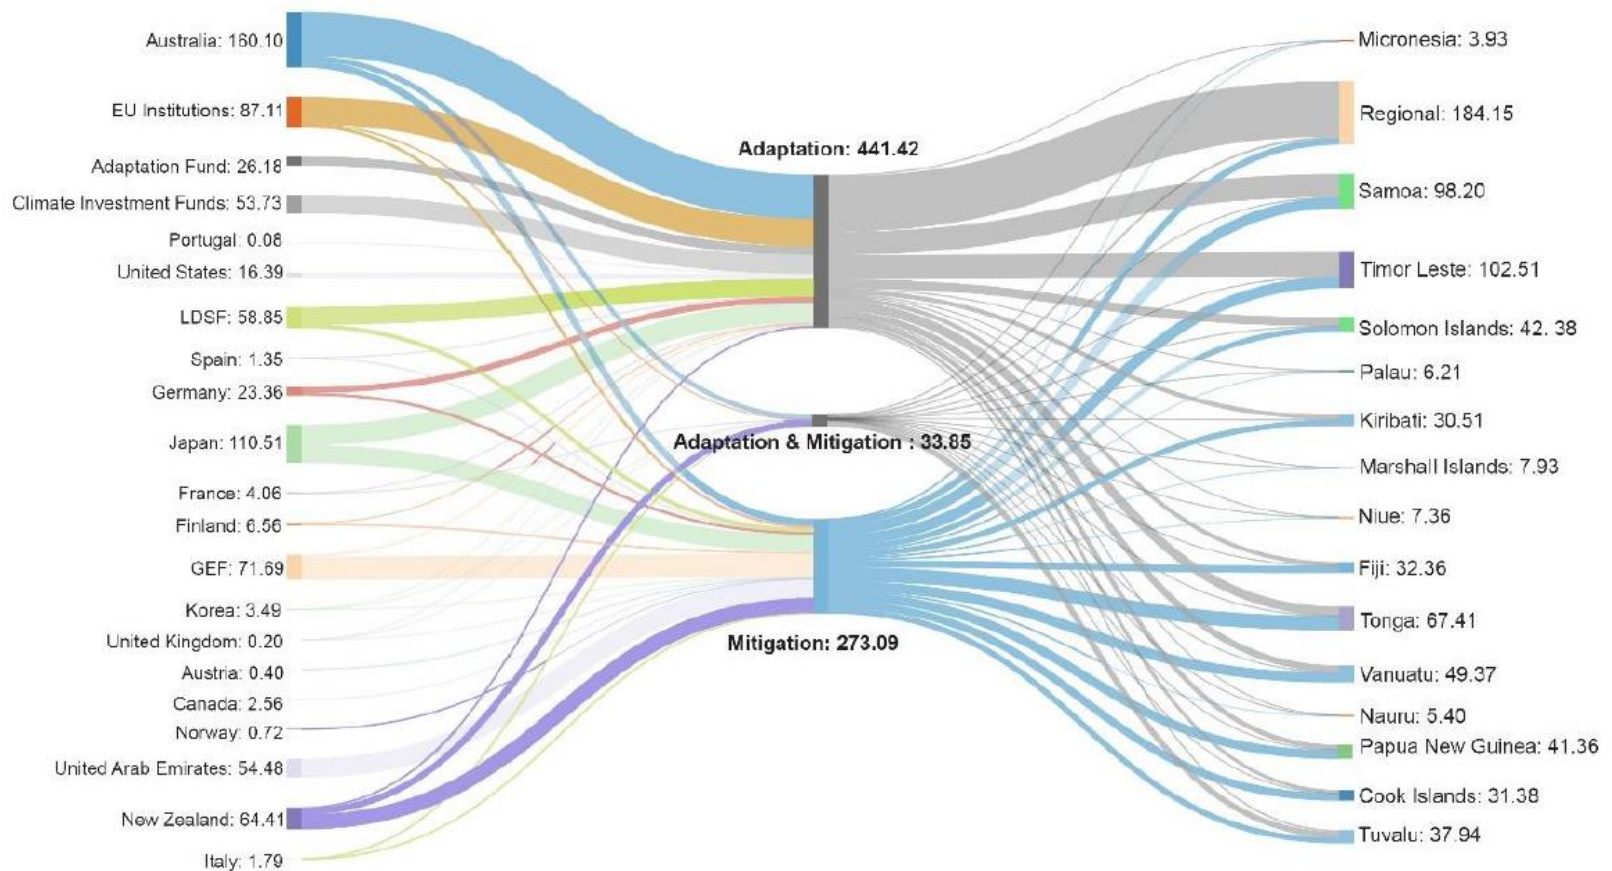 Australia: 160.10
EU Institutions: 87.11
Adaptation Fund: 26.18
Climate Investment Funds: 53.73
Portugal: 0.08
United States: 16.39
LDSF: 58.85
Spain: 1.35
Germany: 23.36
Japan: 110.51
France: 4.06
Finland: 6.56
GEF: 71.69
Korea: 3.49
United Kingdom: 0.20
Austria: 0.40
Canada: 2.56
Norway: 0.72
United Arab Emirates: 54.48
New Zealand: 64.41
Italy: 1.79
Adaptation: 441.42
Adaptation & Mitigation : 33.85
Mitigation: 273.09
Micronesia: 3.93
Regional: 184.15
Samoa: 98.20
Timor Leste: 102.51
Solomon Islands: 42. 38
Palau: 6.21
Kiribati: 30.51
Marshall Islands: 7.93
Niue: 7.36
Fiji: 32.36
Tonga: 67.41
Vanuatu: 49.37
Nauru: 5.40
Papua New Guinea: 41.36
Cook Islands: 31.38
Tuvalu: 37.94